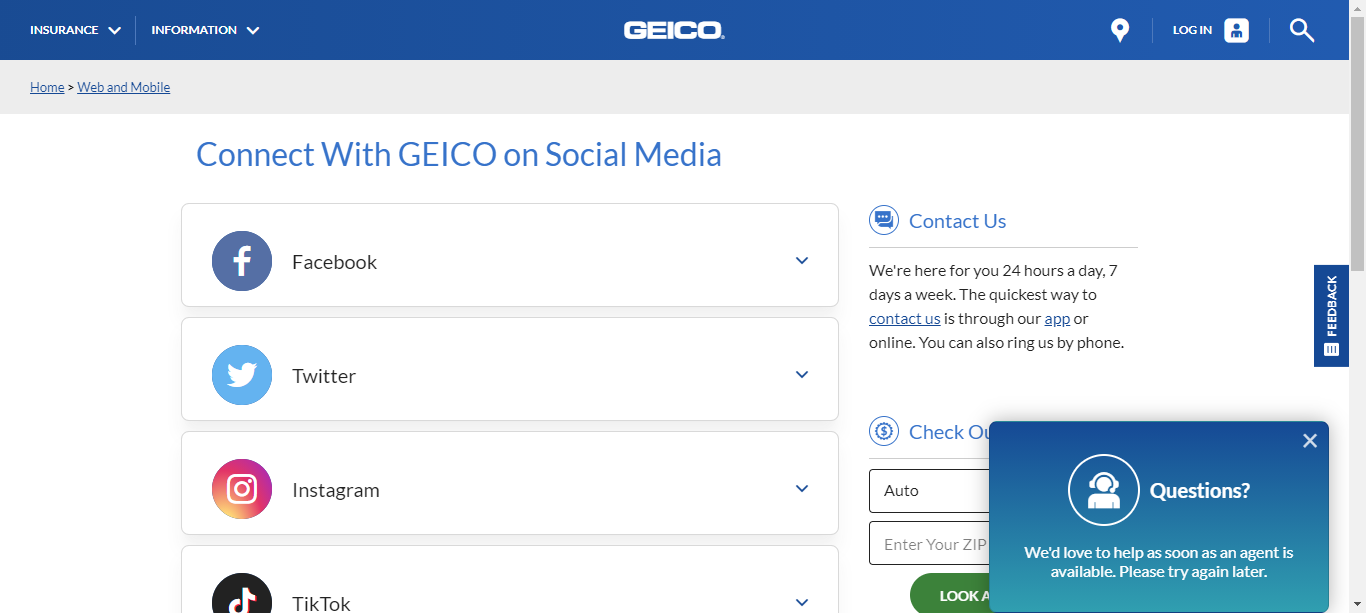 INSURANCE
INFORMATION
GEICO
LOG IN
Home > Web and Mobile
Connect With GEICO on Social Media
Facebook
Twitter
Instagram
TikTok
Contact Us
We're here for you 24 hours a day, 7
days a week. The quickest way to
contact us is through our app or
online. You can also ring us by phone.
Check
Auto
Enter Your ZIP
LOOK
FEEDBACK
Questions?
We'd love to help as soon as an agent is
available. Please try again later.